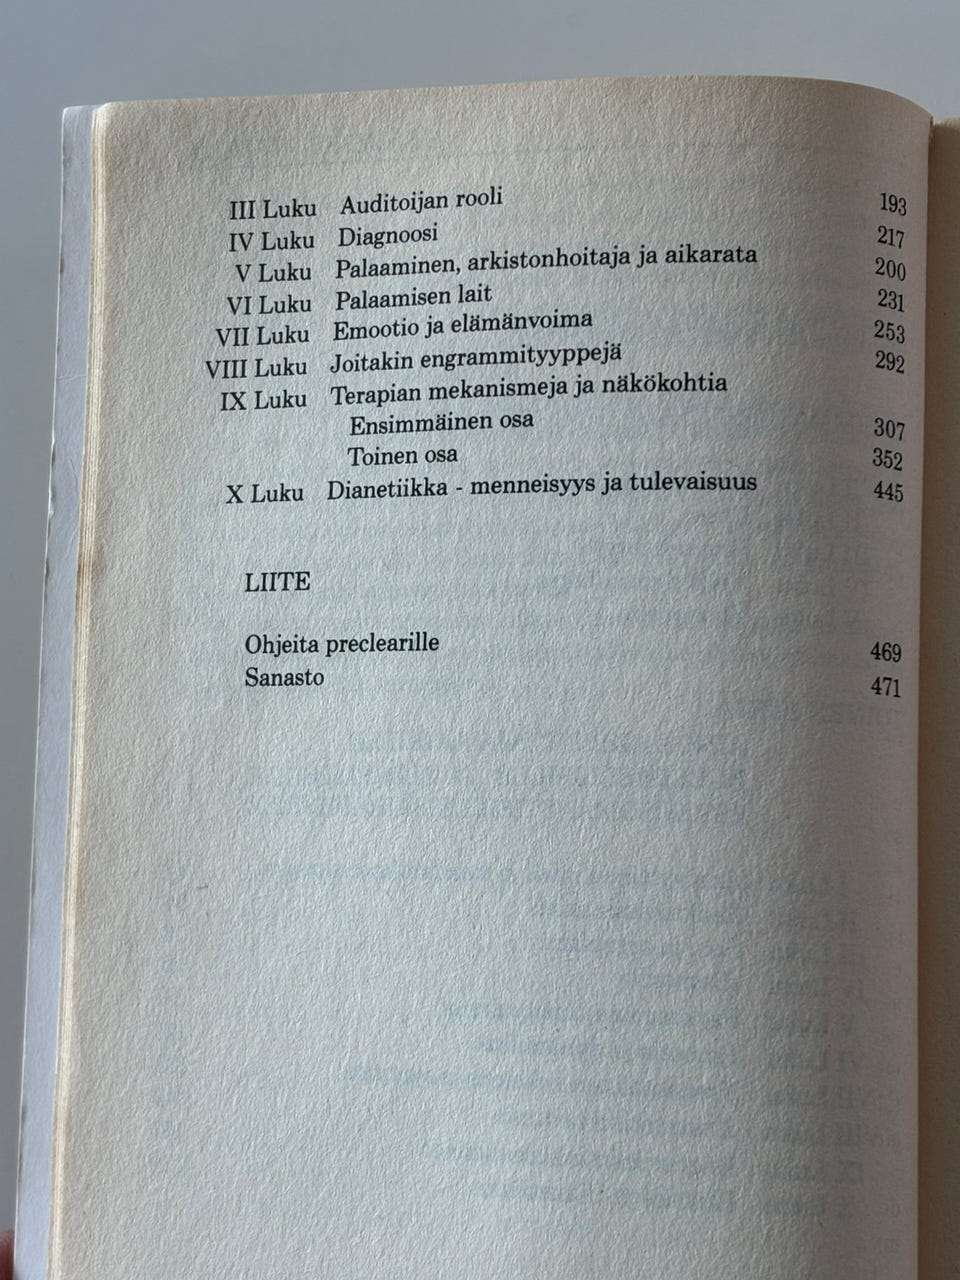 III Luku Auditoijan rooli 193
IV Luku Diagnoosi 217
V Luku Palaaminen, arkistonhoitaja ja aikarata 200
VI Luku Palaamisen lait 231
VII Luku Emootio ja elämänvoima 253
VIII Luku Joitakin engrammityyppejä 292
IX Luku Terapian mekanismeja ja näkökohtia
Ensimmäinen osa 307
Toinen osa 352
X Luku Dianetiikka - menneisyys ja tulevaisuus 445
LIITE
Ohjeita preclearille 469
Sanasto 471